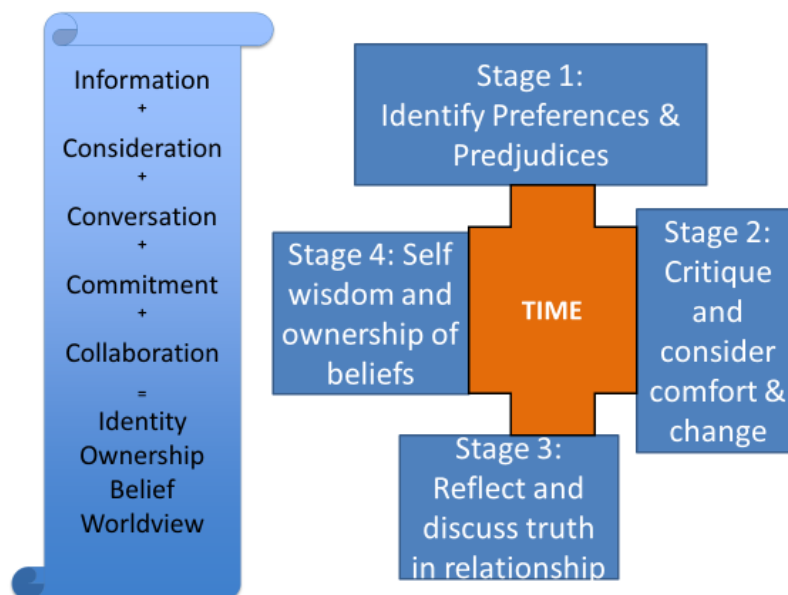 Information
+
Consideration
+
Conversation
+
Commitment
+
Collaboration
=
Identity
Ownership
Belief
Worldview
Stage 1:
Identify Preferences &
Predjudices
Stage 2:
Critique
and
consider
comfort &
change
Stage 3:
Reflect and
discuss truth
in relationship
Stage 4: Self
wisdom and
ownership of
beliefs
TIME